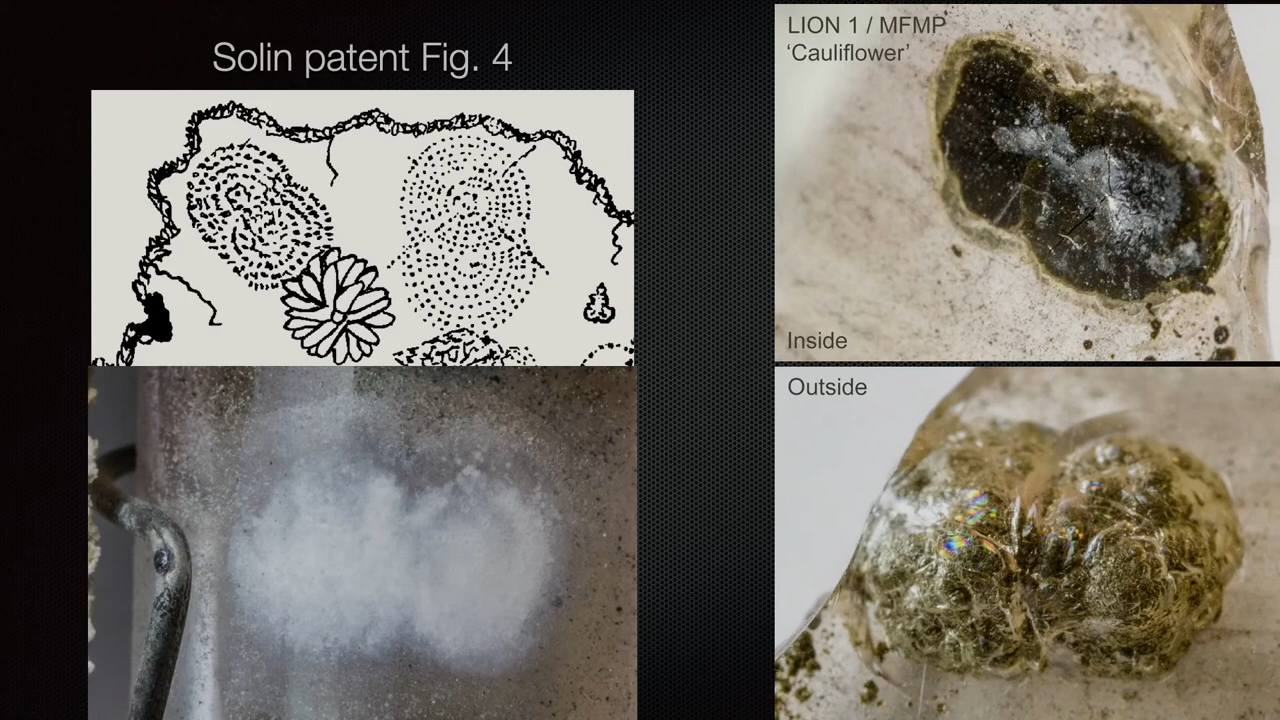 Solin patent Fig. 4
LION 1 / MFMP
‘Cauliflower’
Inside
Outside